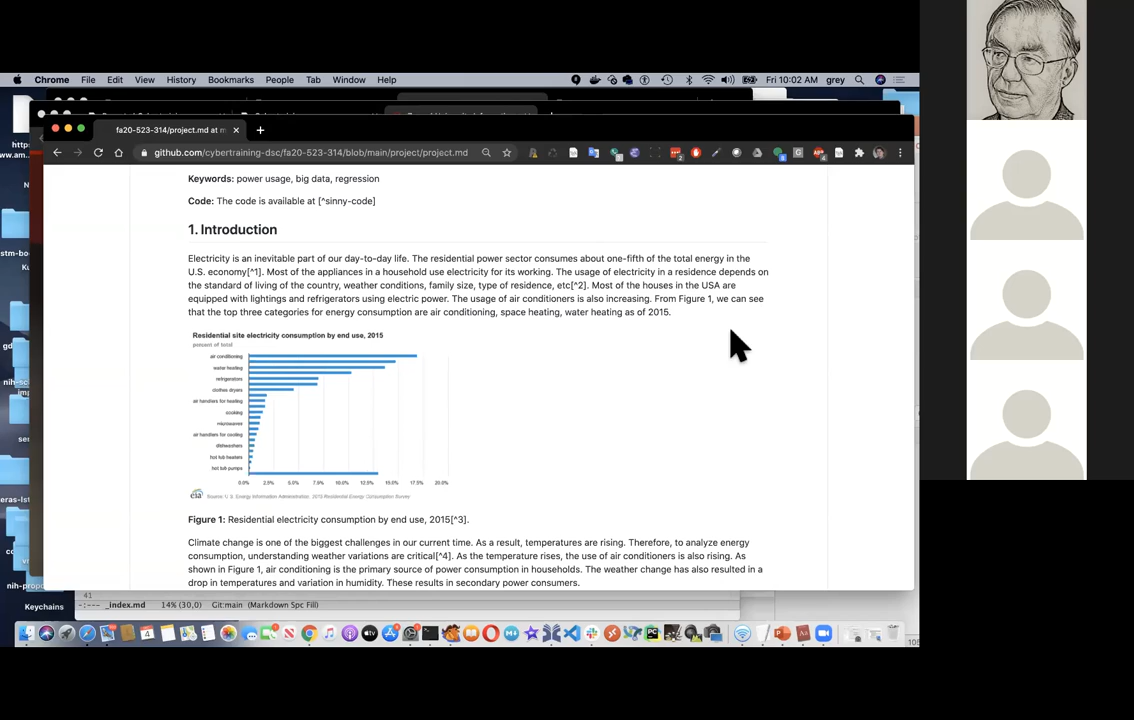 Chrome File Edit View History Bookmarks People Tab Window Help
Fri 10:02 AM grey
fa20-523-314/project.md at m
github.com/cybertraining-dsc/fa20-523-314/blob/main/project/project.md
Keywords: power usage, big data, regression
Code: The code is available at [^sinny-code]
1. Introduction
Electricity is an inevitable part of our day-to-day life. The residential power sector consumes about one-fifth of the total energy in the
U.S. economy[^1]. Most of the appliances in a household use electricity for its working. The usage of electricity in a residence depends on
the standard of living of the country, weather conditions, family size, type of residence, etc[^2]. Most of the houses in the USA are
equipped with lightings and refrigerators using electric power. The usage of air conditioners is also increasing. From Figure 1, we can see
that the top three categories for energy consumption are air conditioning, space heating, water heating as of 2015.
Residential site electricity consumption by end use, 2015
percent of total
air conditioning
water heating
refrigerators
clothes dryers
air handlers for heating
cooking
microwaves
air handlers for cooling
dishwashers
hot tub heaters
hot tub pumps
0.0% 2.5% 5.0% 7.5% 10.0% 12.5% 15.0% 17.5% 20.0%
eia Source: U.S. Energy Information Administration, 2015 Residential Energy Consumption Survey
Figure 1: Residential electricity consumption by end use, 2015[^3].
Climate change is one of the biggest challenges in our current time. As a result, temperatures are rising. Therefore, to analyze energy
consumption, understanding weather variations are critical[^4]. As the temperature rises, the use of air conditioners is also rising. As
shown in Figure 1, air conditioning is the primary source of power consumption in households. The weather change has also resulted in a
drop in temperatures and variation in humidity. These results in secondary power consumers.
41
-:--- _index.md 14% (30,0) Git:main (Markdown Spc Fill)
Keychains